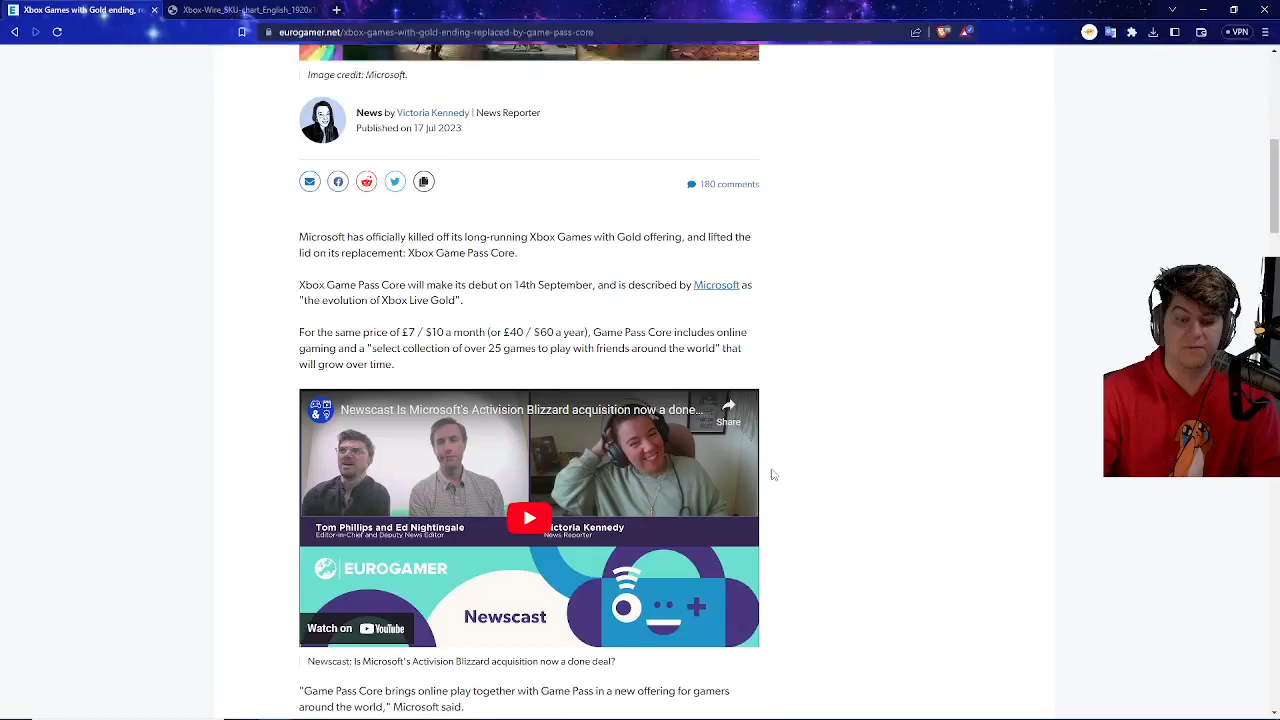 Xbox Games with Gold ending, re
Xbox-Wire_SKU-chart_English_1920x1
eurogamer.net/xbox-games-with-gold-ending-replaced-by-game-pass-core
VPN
Image credit: Microsoft.
News by Victoria Kennedy | News Reporter
Published on 17 Jul 2023
180 comments
Microsoft has officially killed off its long-running Xbox Games with Gold offering, and lifted the
lid on its replacement: Xbox Game Pass Core.
Xbox Game Pass Core will make its debut on 14th September, and is described by Microsoft as
"the evolution of Xbox Live Gold".
For the same price of £7 / $10 a month (or £40 / $60 a year), Game Pass Core includes online
gaming and a "select collection of over 25 games to play with friends around the world" that
will grow over time.
Newscast Is Microsoft's Activision Blizzard acquisition now a done...
Share
Tom Phillips and Ed Nightingale
Editor-in-Chief and Deputy News Editor
Victoria Kennedy
News Reporter
EUROGAMER
Newscast
Watch on YouTube
Newscast: Is Microsoft's Activision Blizzard acquisition now a done deal?
"Game Pass Core brings online play together with Game Pass in a new offering for gamers
around the world," Microsoft said.